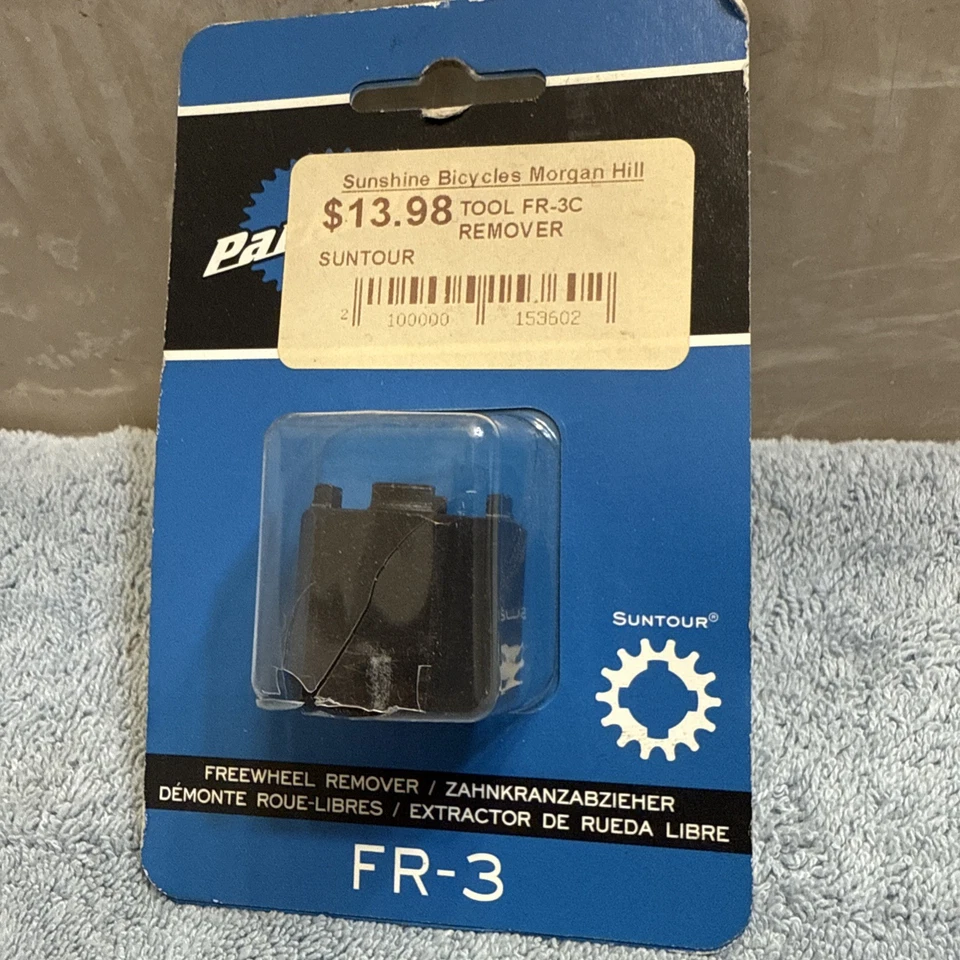 Sunshine Bicycles Morgan Hill
$13.98 TOOL FR-3C
REMOVER
SUNTOUR
2 100000 153602
Pa
SUNTOUR®
FREEWHEEL REMOVER / ZAHNKRANZABZIEHER
DÉMONTE ROUE-LIBRES / EXTRACTOR DE RUEDA LIBRE
FR-3